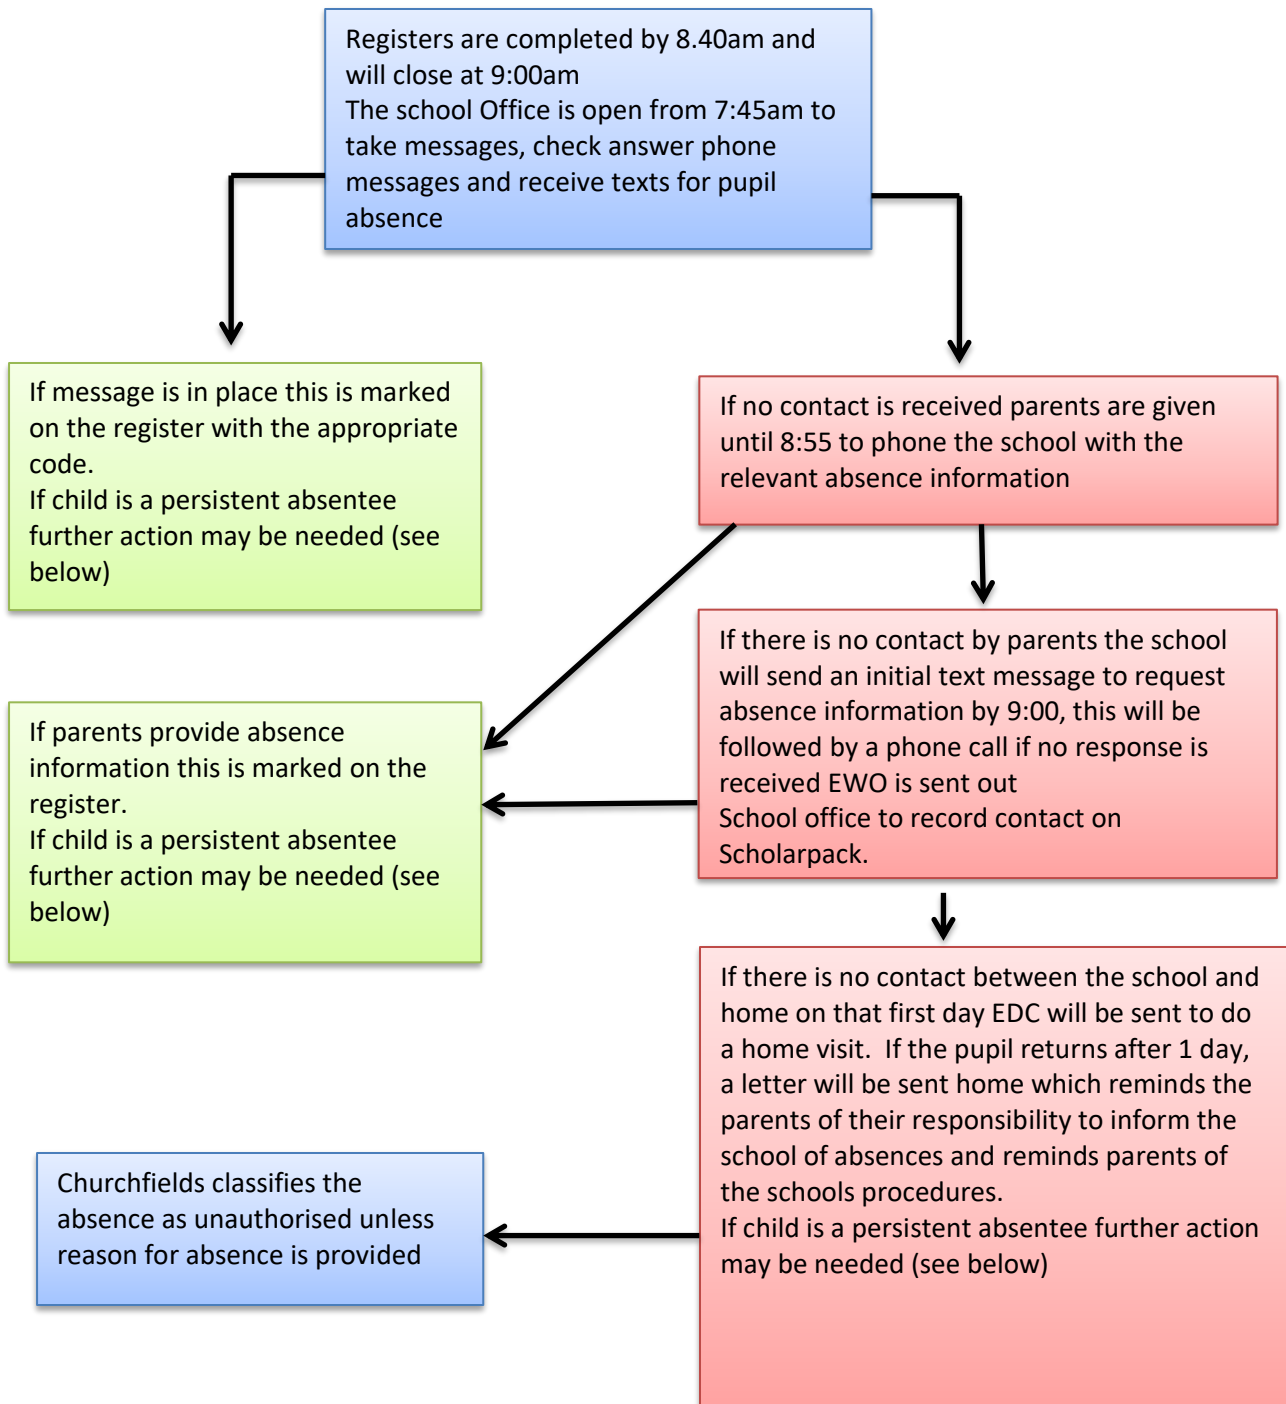 Registers are completed by 8.40am and
will close at 9:00am
The school Office is open from 7:45am to
take messages, check answer phone
messages and receive texts for pupil
absence
If message is in place this is marked
on the register with the appropriate
code.
If child is a persistent absentee
further action may be needed (see
below)
If no contact is received parents are given
until 8:55 to phone the school with the
relevant absence information
If there is no contact by parents the school
will send an initial text message to request
absence information by 9:00, this will be
followed by a phone call if no response is
received EWO is sent out
School office to record contact on
Scholarpack.
If parents provide absence
information this is marked on the
register.
If child is a persistent absentee
further action may be needed (see
below)
If there is no contact between the school and
home on that first day EDC will be sent to do
a home visit.  If the pupil returns after 1 day,
a letter will be sent home which reminds the
parents of their responsibility to inform the
school of absences and reminds parents of
the schools procedures.
If child is a persistent absentee further action
may be needed (see below)
Churchfields classifies the
absence as unauthorised unless
reason for absence is provided